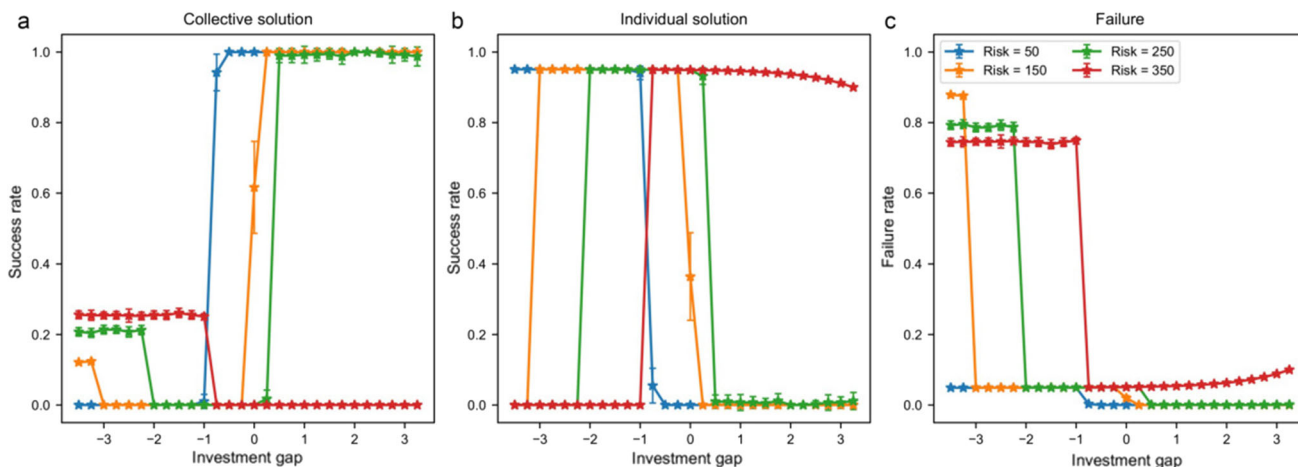 a
Collective solution
Success rate
1.0
0.8
0.6
0.4
0.2
0.0
−3 −2 −1 0 1 2 3
Investment gap
b
Individual solution
Success rate
1.0
0.8
0.6
0.4
0.2
0.0
−3 −2 −1 0 1 2 3
Investment gap
c
Failure
Failure rate
1.0
0.8
0.6
0.4
0.2
0.0
Risk = 50 Risk = 250
Risk = 150 Risk = 350
−3 −2 −1 0 1 2 3
Investment gap